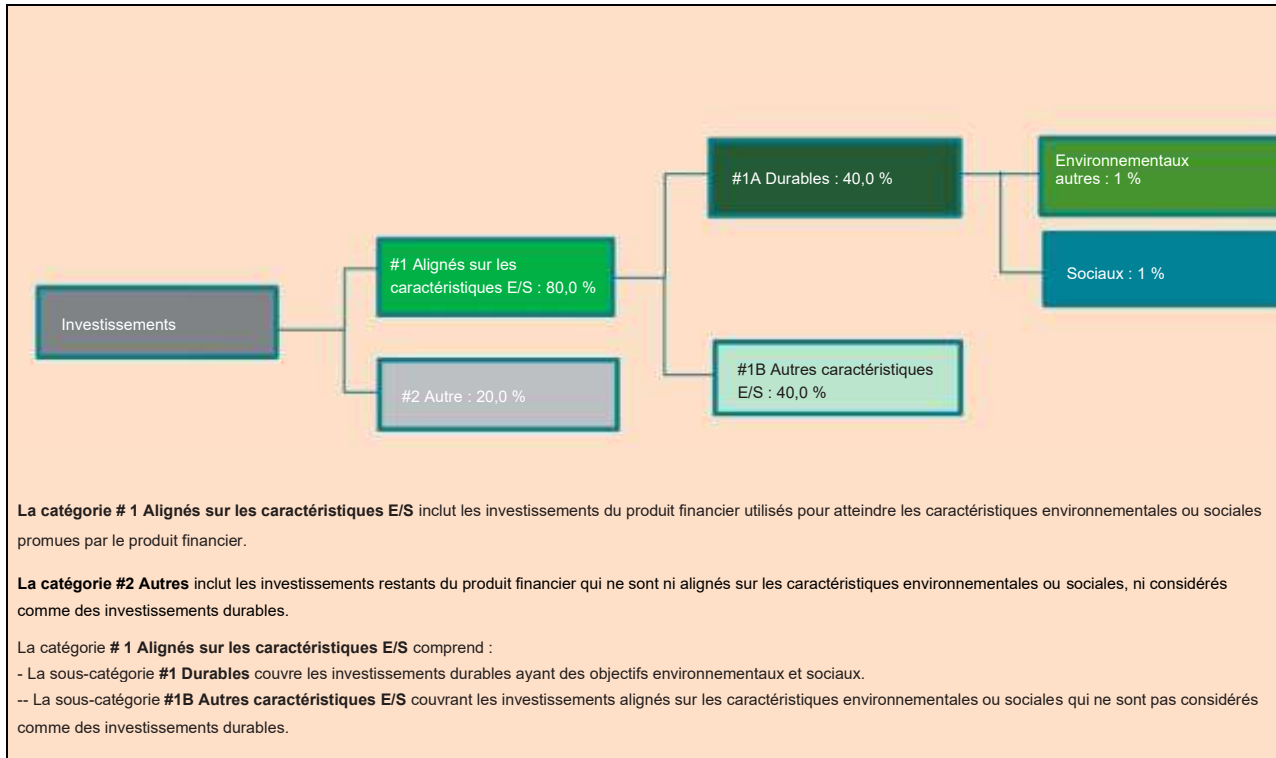 #1A Durables : 40,0 %
Environnementaux
autres : 1 %
#1 Alignés sur les
caractéristiques E/S : 80,0 %
Sociaux : 1 %
Investissements
#1B Autres caractéristiques
E/S : 40,0 %
#2 Autre : 20,0 %
La catégorie # 1 Alignés sur les caractéristiques E/S inclut les investissements du produit financier utilisés pour atteindre les caractéristiques environnementales ou sociales
promues par le produit financier.
La catégorie #2 Autres inclut les investissements restants du produit financier qui ne sont ni alignés sur les caractéristiques environnementales ou sociales, ni considérés
comme des investissements durables.
La catégorie # 1 Alignés sur les caractéristiques E/S comprend :
- La sous-catégorie #1 Durables couvre les investissements durables ayant des objectifs environnementaux et sociaux.
-- La sous-catégorie #1B Autres caractéristiques E/S couvrant les investissements alignés sur les caractéristiques environnementales ou sociales qui ne sont pas considérés
comme des investissements durables.